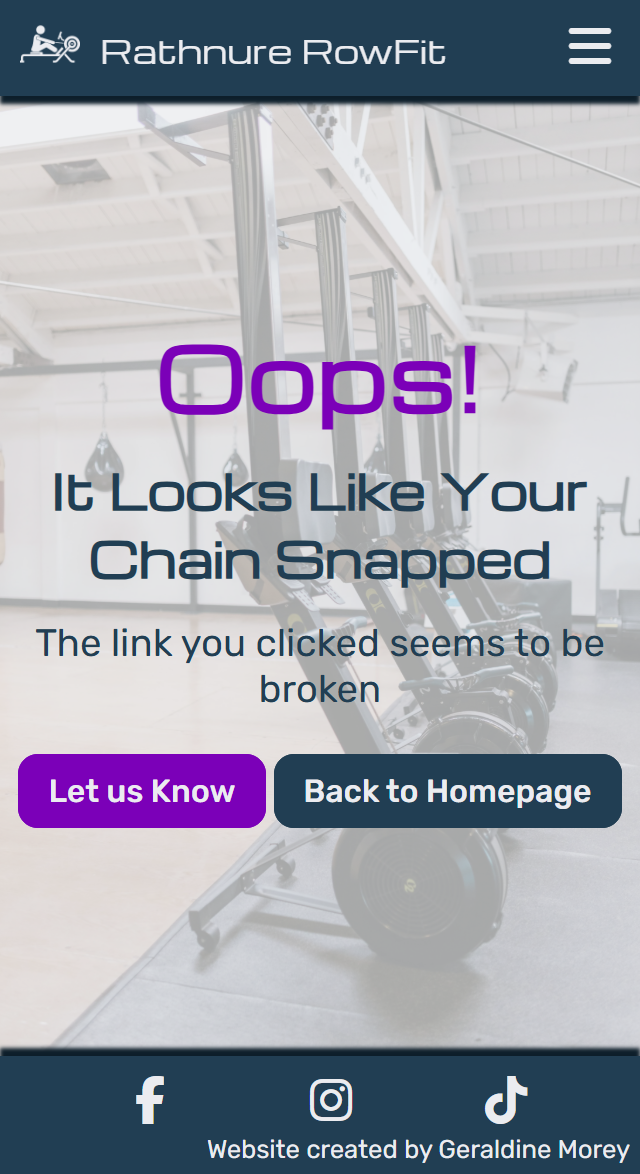 Rathnure RowFit
Oops!
It Looks Like Your
Chain Snapped
The link you clicked seems to be
broken
Let us Know
Back to Homepage
Website created by Geraldine Morey